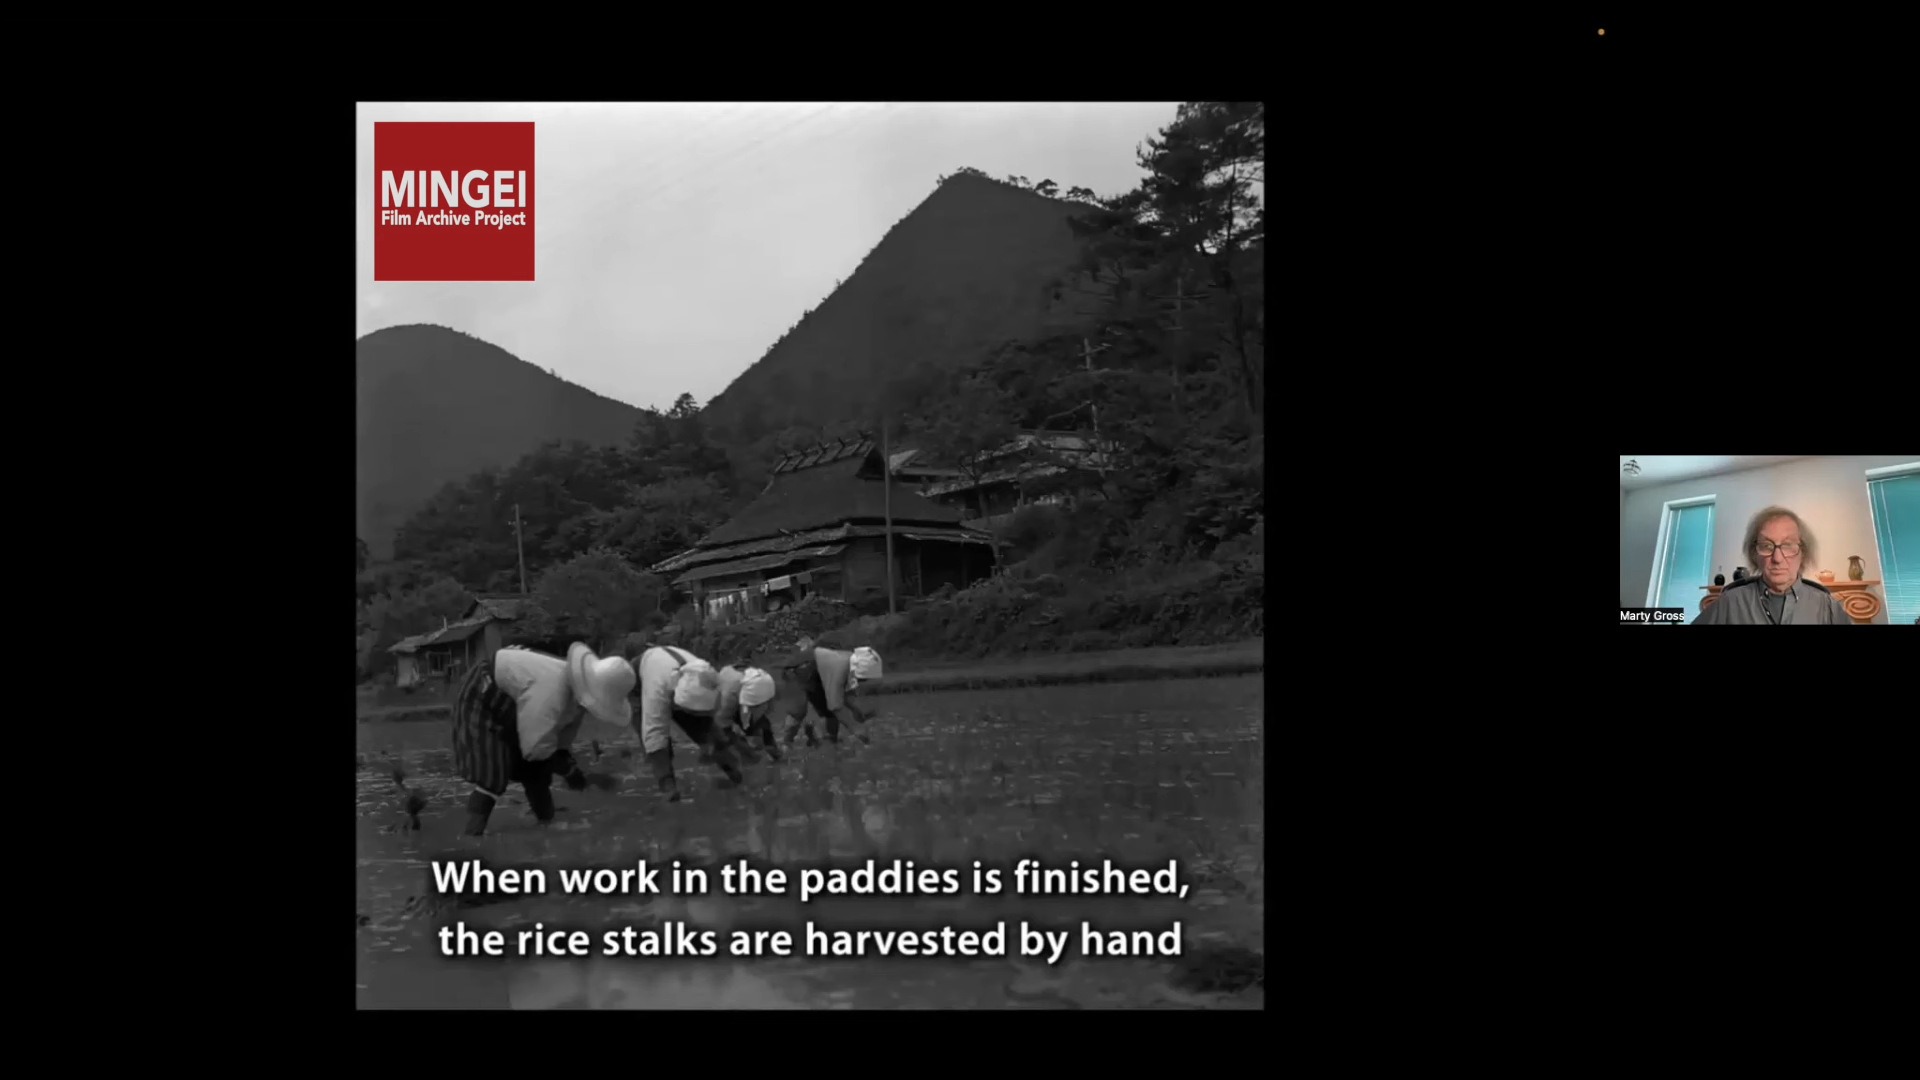 MINGEI
Film Archive Project
When work in the paddies is finished,
the rice stalks are harvested by hand
Marty Gross